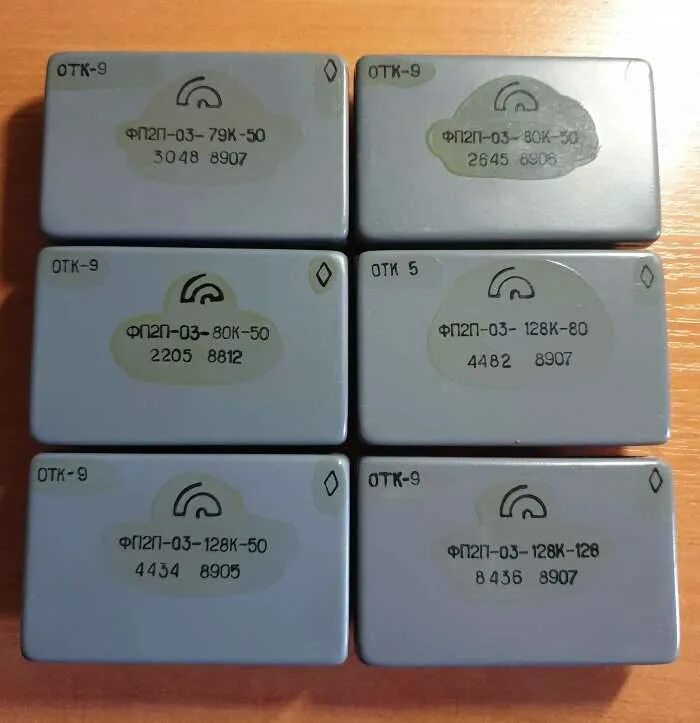 ОТК-9
ФП2П-03-79К-50
3048 8907
ОТК-9
ФП2П-03-80К-50
2645 8906
ОТК-9
ФП2П-03-80К-50
2205 8812
ОТК 5
ФП2П-03-128К-80
4482 8907
ОТК-9
ФП2П-03-128К-50
4434 8905
ОТК-9
ФП2П-03-128К-128
8436 8907